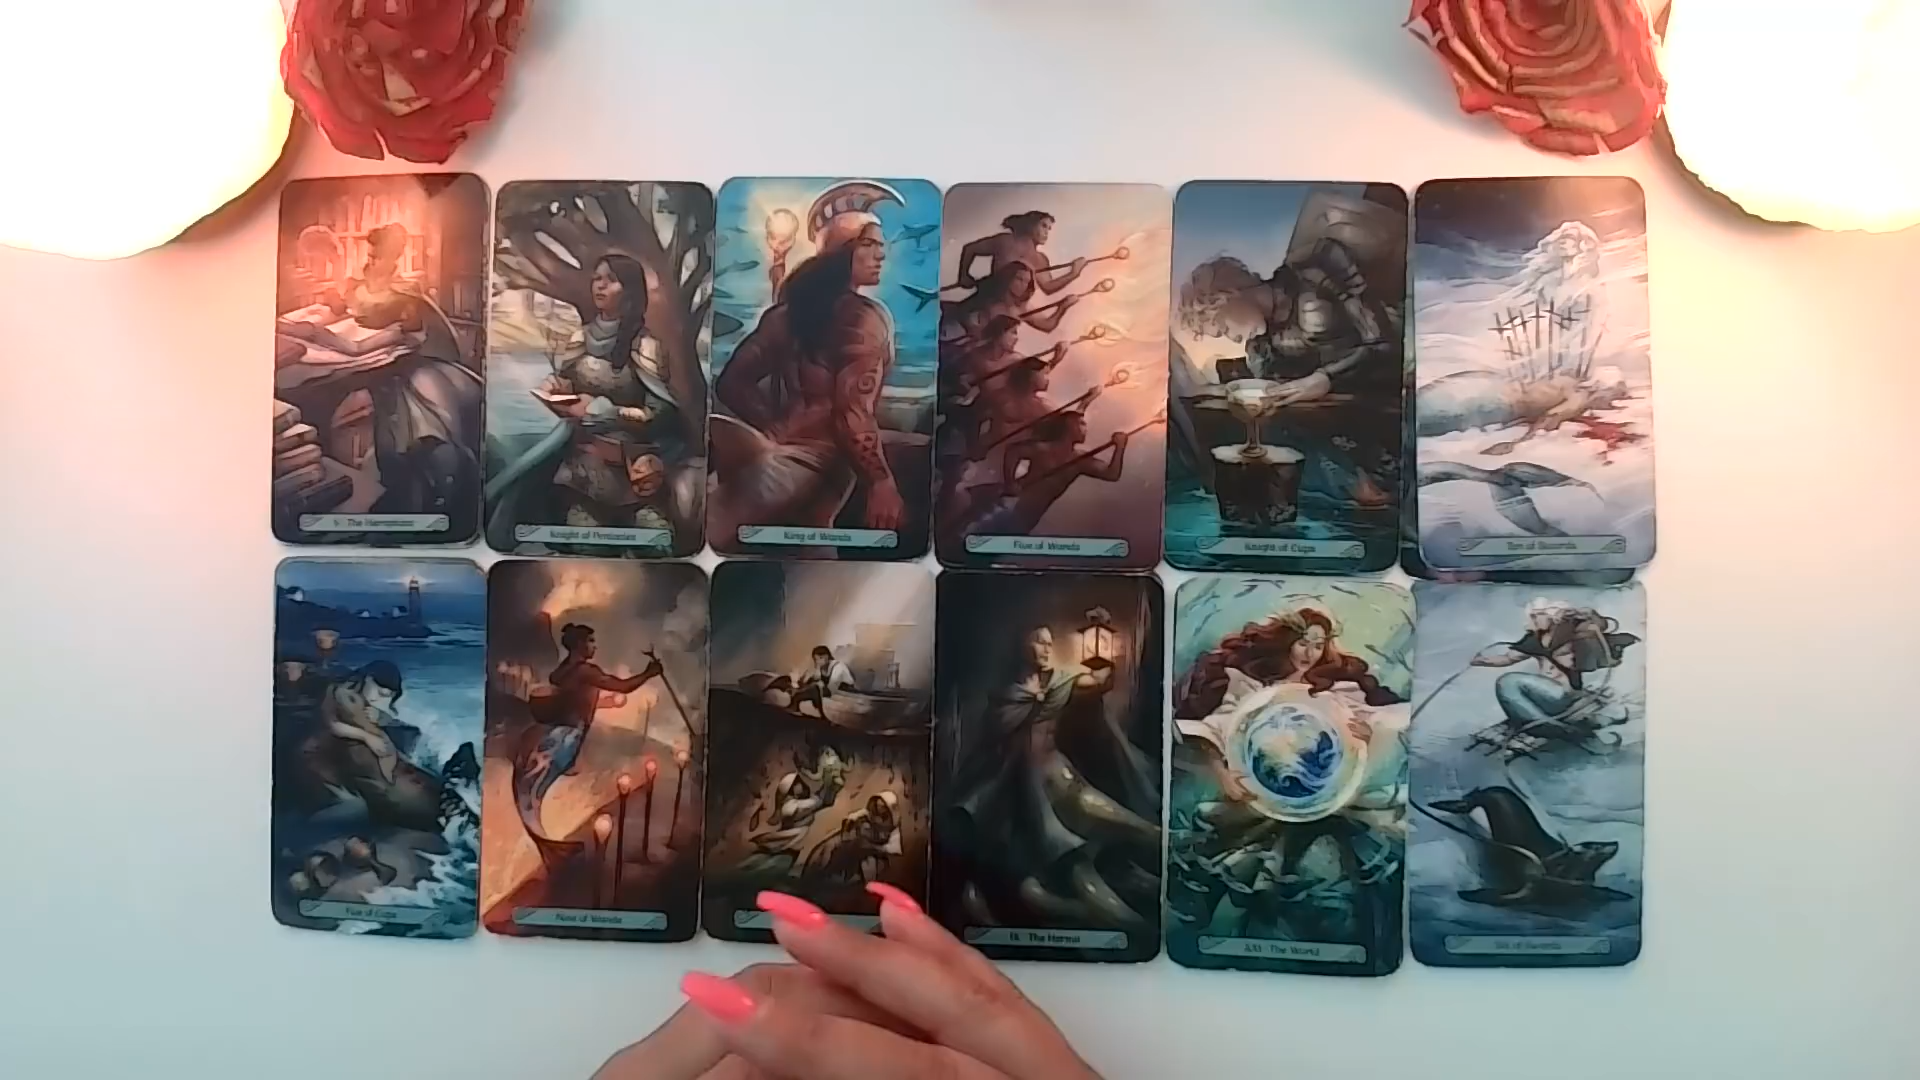 V · The Hierophant
Knight of Pentacles
King of Wands
Five of Wands
Knight of Cups
Ten of Swords
Five of Cups
Nine of Wands
IX · The Hermit
XXI · The World
Six of Swords